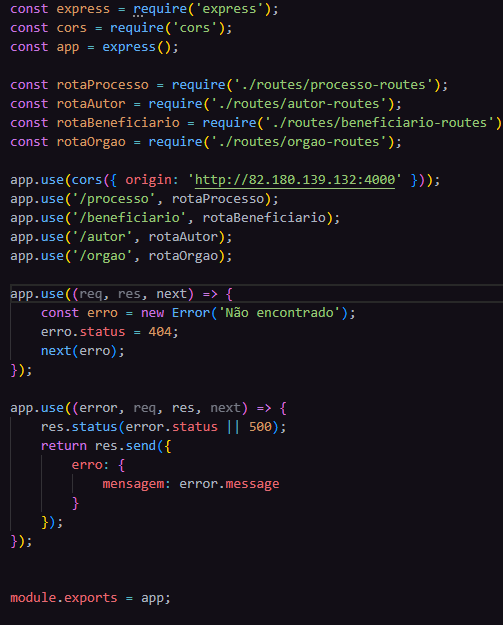 const express = require('express');
const cors = require('cors');
const app = express();
const rotaProcesso = require('./routes/processo-routes');
const rotaAutor = require('./routes/autor-routes');
const rotaBeneficiario = require('./routes/beneficiario-routes')
const rotaOrgao = require('./routes/orgao-routes');
app.use(cors({ origin: 'http://82.180.139.132:4000' }));
app.use('/processo', rotaProcesso);
app.use('/beneficiario', rotaBeneficiario);
app.use('/autor', rotaAutor);
app.use('/orgao', rotaOrgao);
app.use((req, res, next) => {
    const erro = new Error('Não encontrado');
    erro.status = 404;
    next(erro);
});
app.use((error, req, res, next) => {
    res.status(error.status || 500);
    return res.send({
        erro: {
            mensagem: error.message
        }
    });
});
module.exports = app;